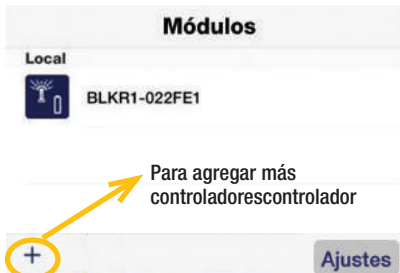 Módulos
Local
BLKR1-022FE1
Para agregar más
controladorescontrolador
+
Ajustes